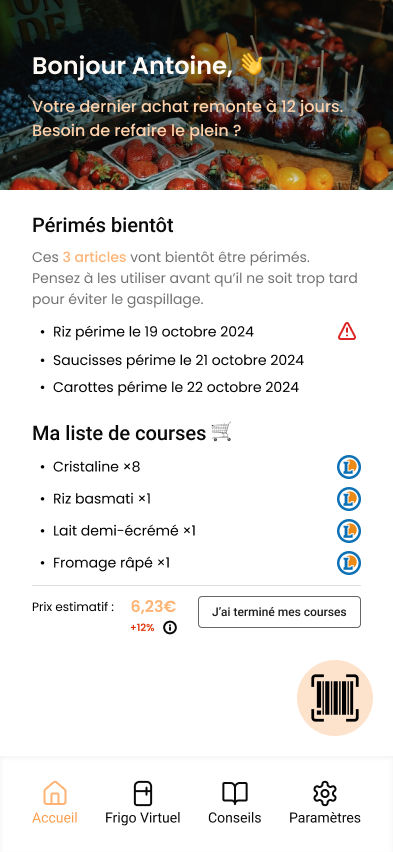 Bonjour Antoine, 👋
Votre dernier achat remonte à 12 jours.
Besoin de refaire le plein ?
Périmés bientôt
Ces 3 articles vont bientôt être périmés.
Pensez à les utiliser avant qu’il ne soit trop tard
pour éviter le gaspillage.
• Riz périme le 19 octobre 2024
• Saucisses périme le 21 octobre 2024
• Carottes périme le 22 octobre 2024
Ma liste de courses 🛒
• Cristaline ×8
L
• Riz basmati ×1
L
• Lait demi-écrémé ×1
L
• Fromage râpé ×1
L
Prix estimatif : 6,23€
J’ai terminé mes courses
+12%
Accueil
Frigo Virtuel
Conseils
Paramètres